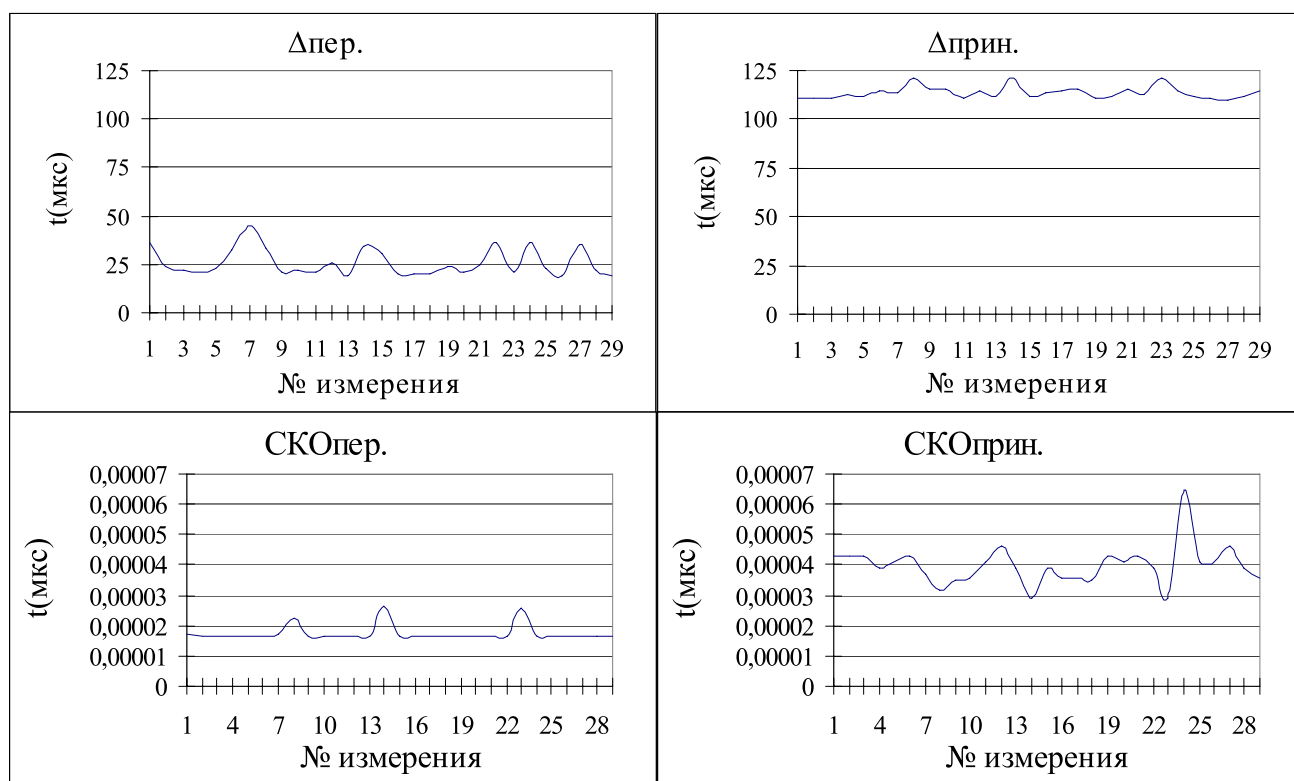 Δпер.
125
100
75
50
25
0
t(мкс)
1 3 5 7 9 11 13 15 17 19 21 23 25 27 29
№ измерения
Δприн.
125
100
75
50
25
0
t(мкс)
1 3 5 7 9 11 13 15 17 19 21 23 25 27 29
№ измерения
СКОпер.
0,00007
0,00006
0,00005
0,00004
0,00003
0,00002
0,00001
0
t(мкс)
1 4 7 10 13 16 19 22 25 28
№ измерения
СКОприн.
0,00007
0,00006
0,00005
0,00004
0,00003
0,00002
0,00001
0
t(мкс)
1 4 7 10 13 16 19 22 25 28
№ измерения